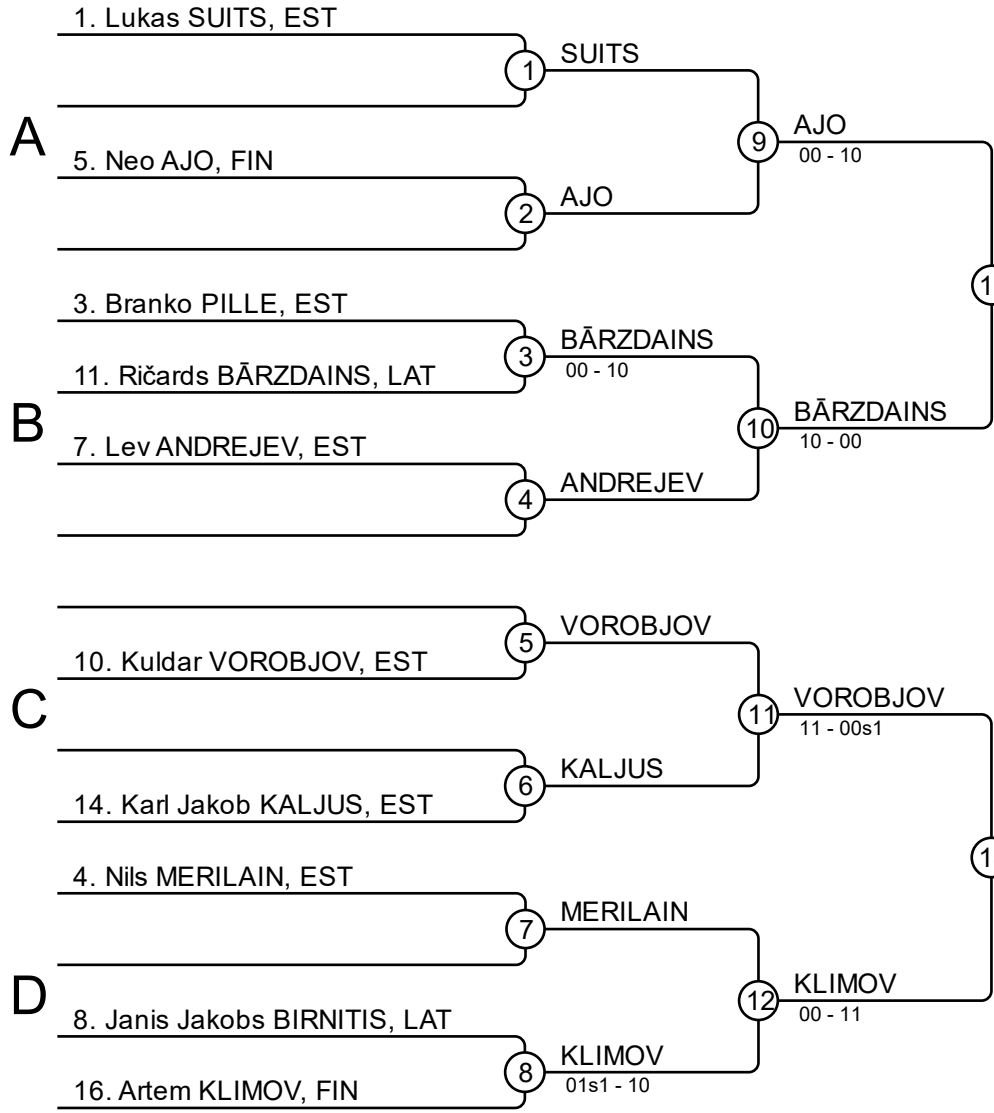 1. Lukas SUITS, EST
1
SUITS
A
9
AJO
00 - 10
5. Neo AJO, FIN
2
AJO
1
3. Branko PILLE, EST
3
BĀRZDAINS
00 - 10
11. Ričards BĀRZDAINS, LAT
B
10
BĀRZDAINS
10 - 00
7. Lev ANDREJEV, EST
4
ANDREJEV
5
VOROBJOV
10. Kuldar VOROBJOV, EST
C
11
VOROBJOV
11 - 00s1
6
KALJUS
14. Karl Jakob KALJUS, EST
1
4. Nils MERILAIN, EST
7
MERILAIN
D
12
KLIMOV
00 - 11
8. Janis Jakobs BIRNITIS, LAT
8
KLIMOV
01s1 - 10
16. Artem KLIMOV, FIN